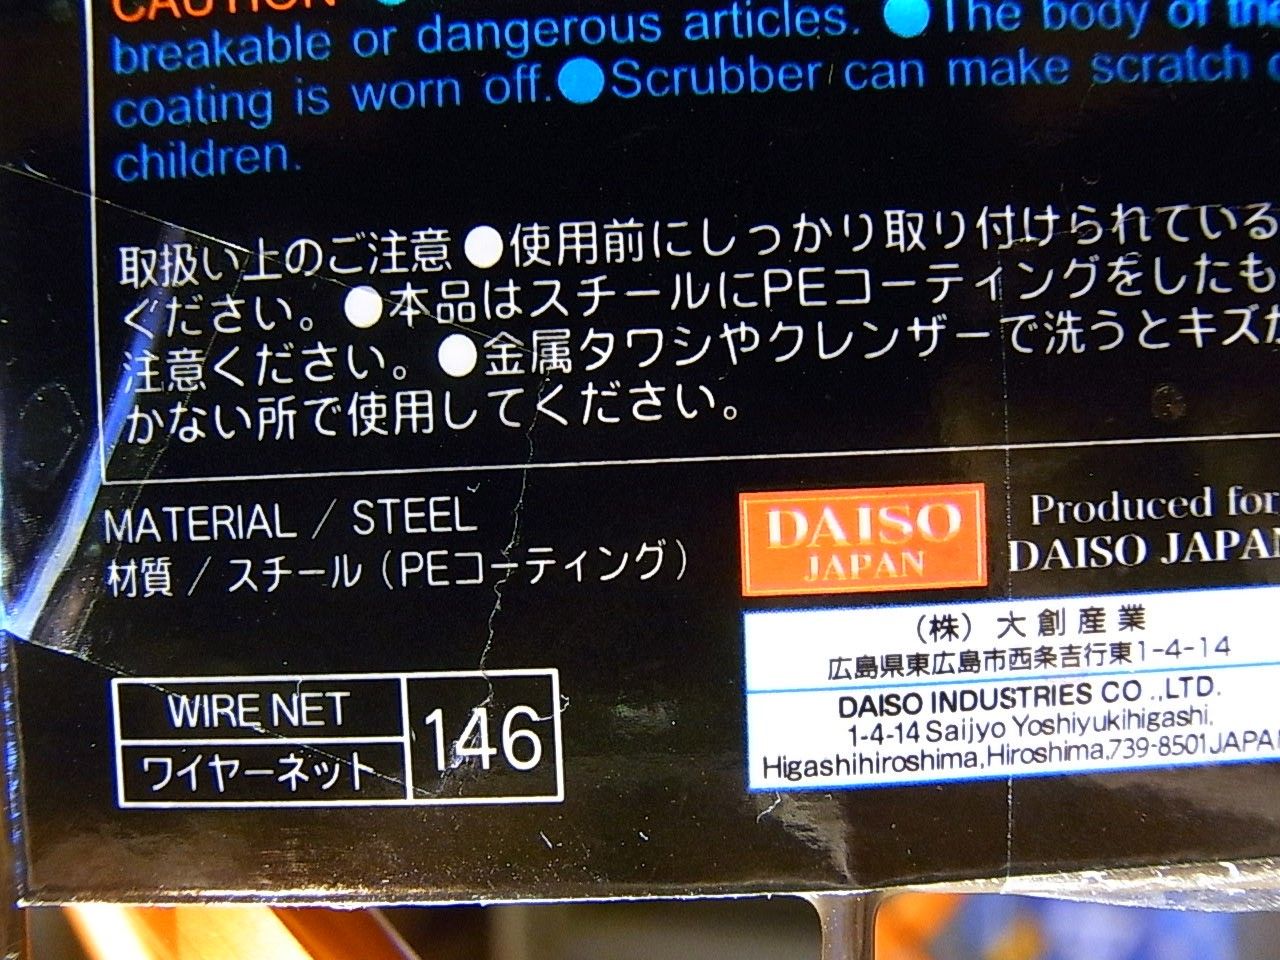 CAUTION
breakable or dangerous articles. ●The body of the
coating is worn off.●Scrubber can make scratch
children.
取扱い上のご注意●使用前にしっかり取り付けられている
ください。●本品はスチールにPEコーティングをしたも
注意ください。●金属タワシやクレンザーで洗うとキズが
かない所で使用してください。
MATERIAL / STEEL
材質 / スチール(PEコーティング)
DAISO
JAPAN
Produced for
DAISO JAPAN
(株)大創産業
広島県東広島市西条吉行東1-4-14
DAISO INDUSTRIES CO .,LTD.
1-4-14 Saijyo Yoshiyukihigashi,
Higashihiroshima,Hiroshima,739-8501JAPAN
WIRE NET
ワイヤーネット
146